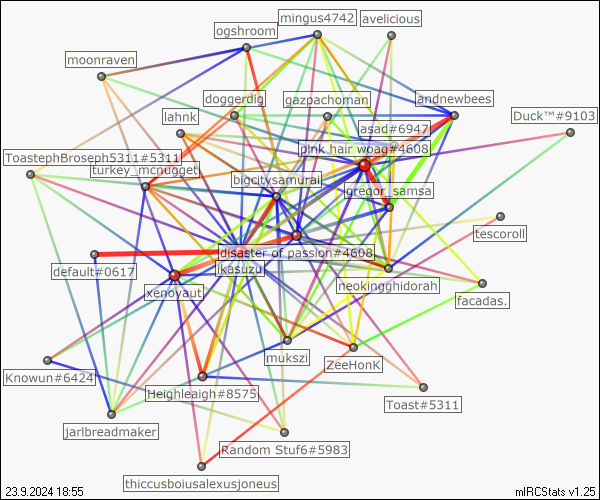 mingus4742
avelicious
ogshroom
moonraven
doggerdig
gazpachoman
andnewbees
lahnk
Duck™#9103
asad#6947
pink hair woag#4608
ToastephBroseph5311#5311
turkey_mcnugget
bigcitysamurai
gregor_samsa
tescoroll
disaster of passion#4608
default#0617
ikasuzu
neokingghidorah
xenoyaut
facadas.
mukszi
ZeeHonK
Knowun#6424
Heighleaigh#8575
Toast#5311
jarlbreadmaker
Random Stuf6#5983
thiccusboiusalexusjoneus
23.9.2024 18:55
mIRCStats v1.25